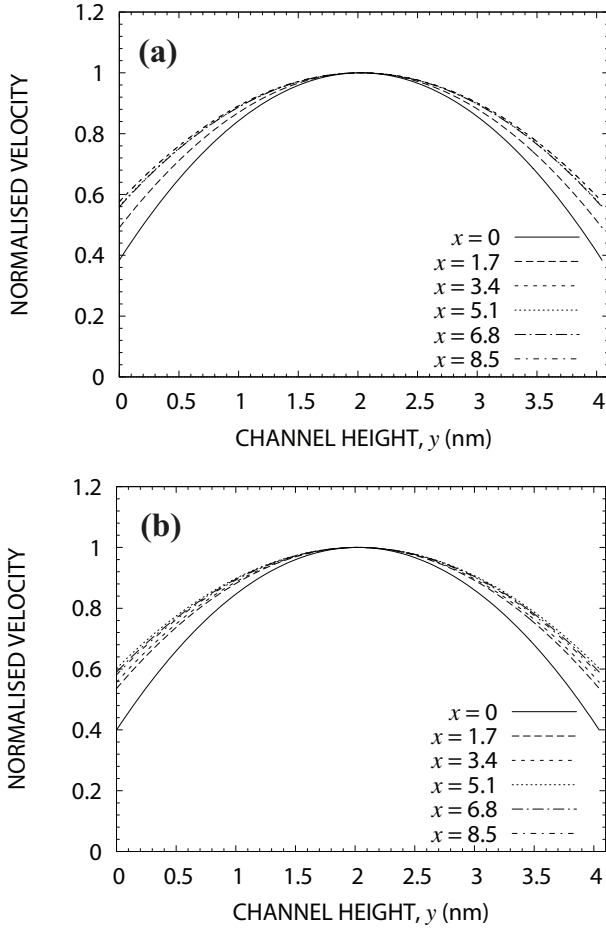 1.2
(a)
1
0.8
0.6
0.4
0.2
0
NORMALISED VELOCITY
x = 0
x = 1.7
x = 3.4
x = 5.1
x = 6.8
x = 8.5
0 0.5 1 1.5 2 2.5 3 3.5 4
CHANNEL HEIGHT, y (nm)
1.2
(b)
1
0.8
0.6
0.4
0.2
0
NORMALISED VELOCITY
x = 0
x = 1.7
x = 3.4
x = 5.1
x = 6.8
x = 8.5
0 0.5 1 1.5 2 2.5 3 3.5 4
CHANNEL HEIGHT, y (nm)